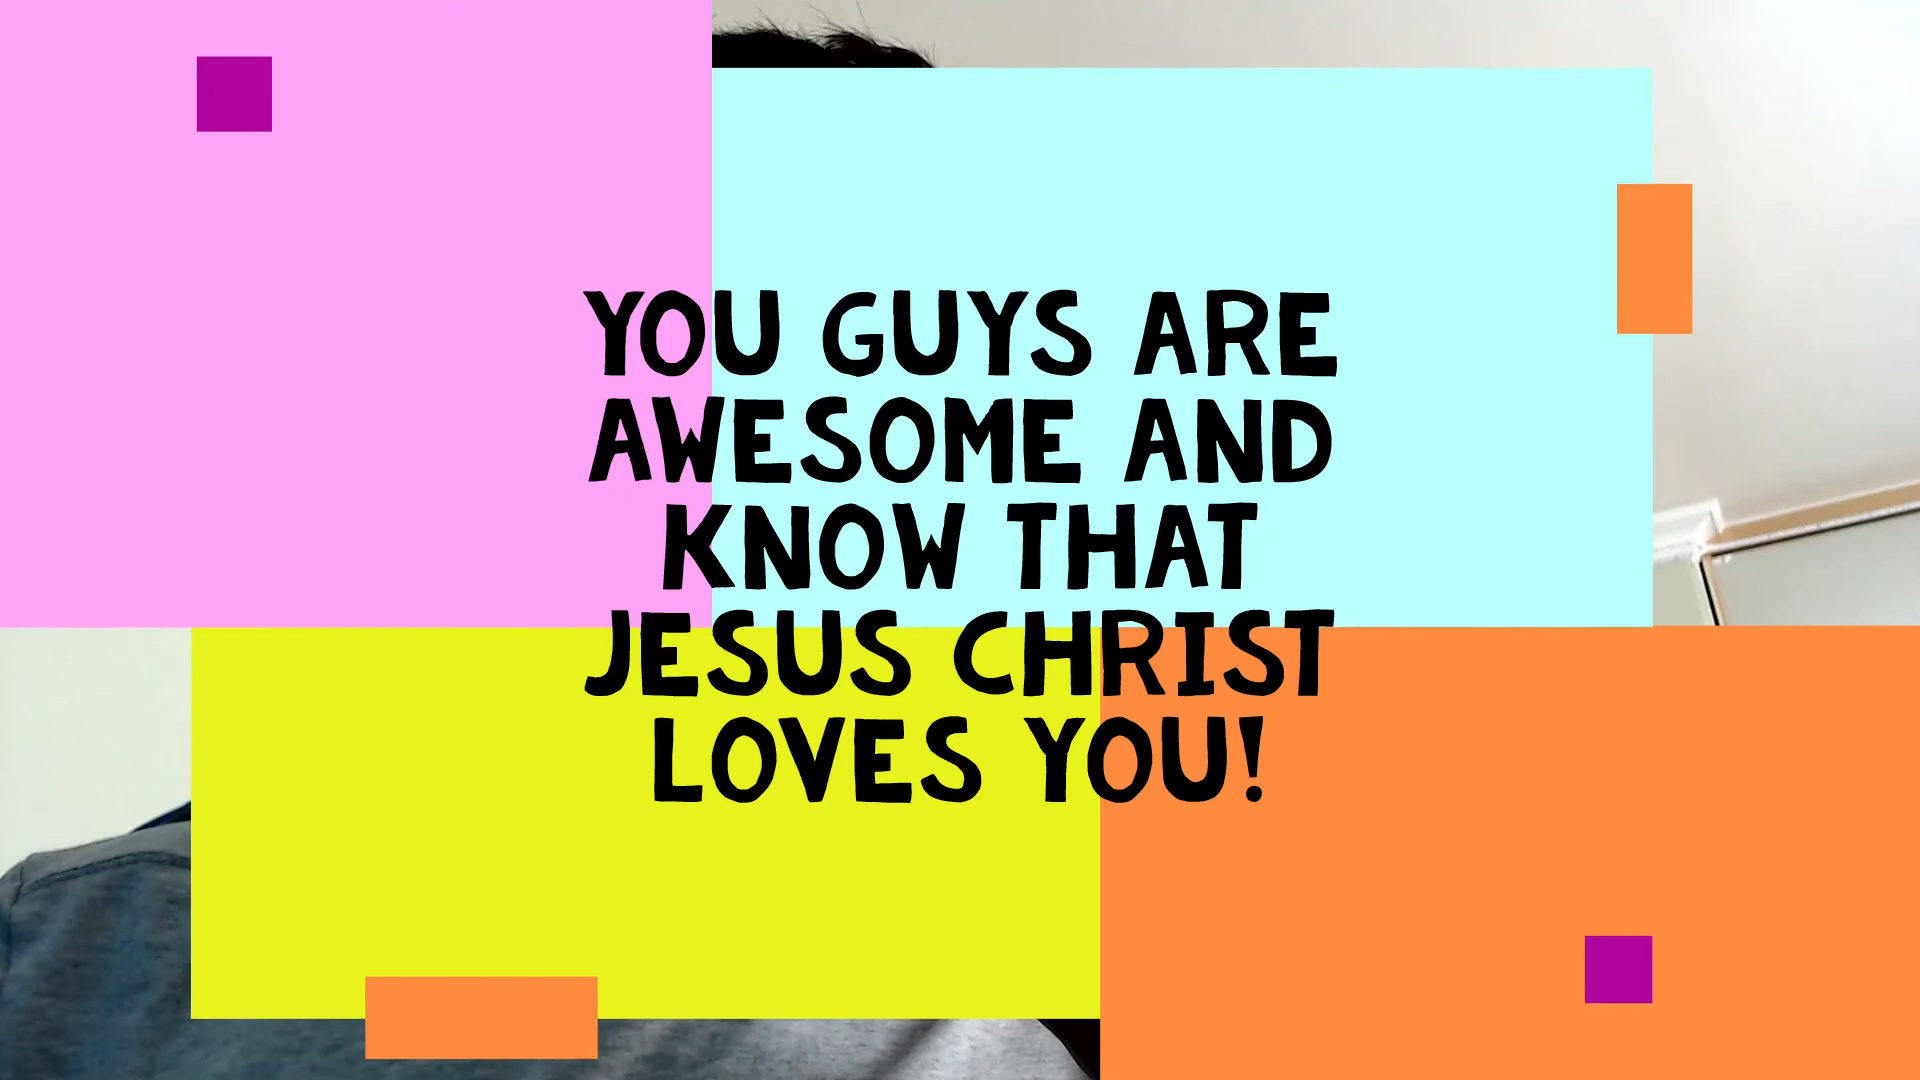 YOU GUYS ARE
AWESOME AND
KNOW THAT
JESUS CHRIST
LOVES YOU!